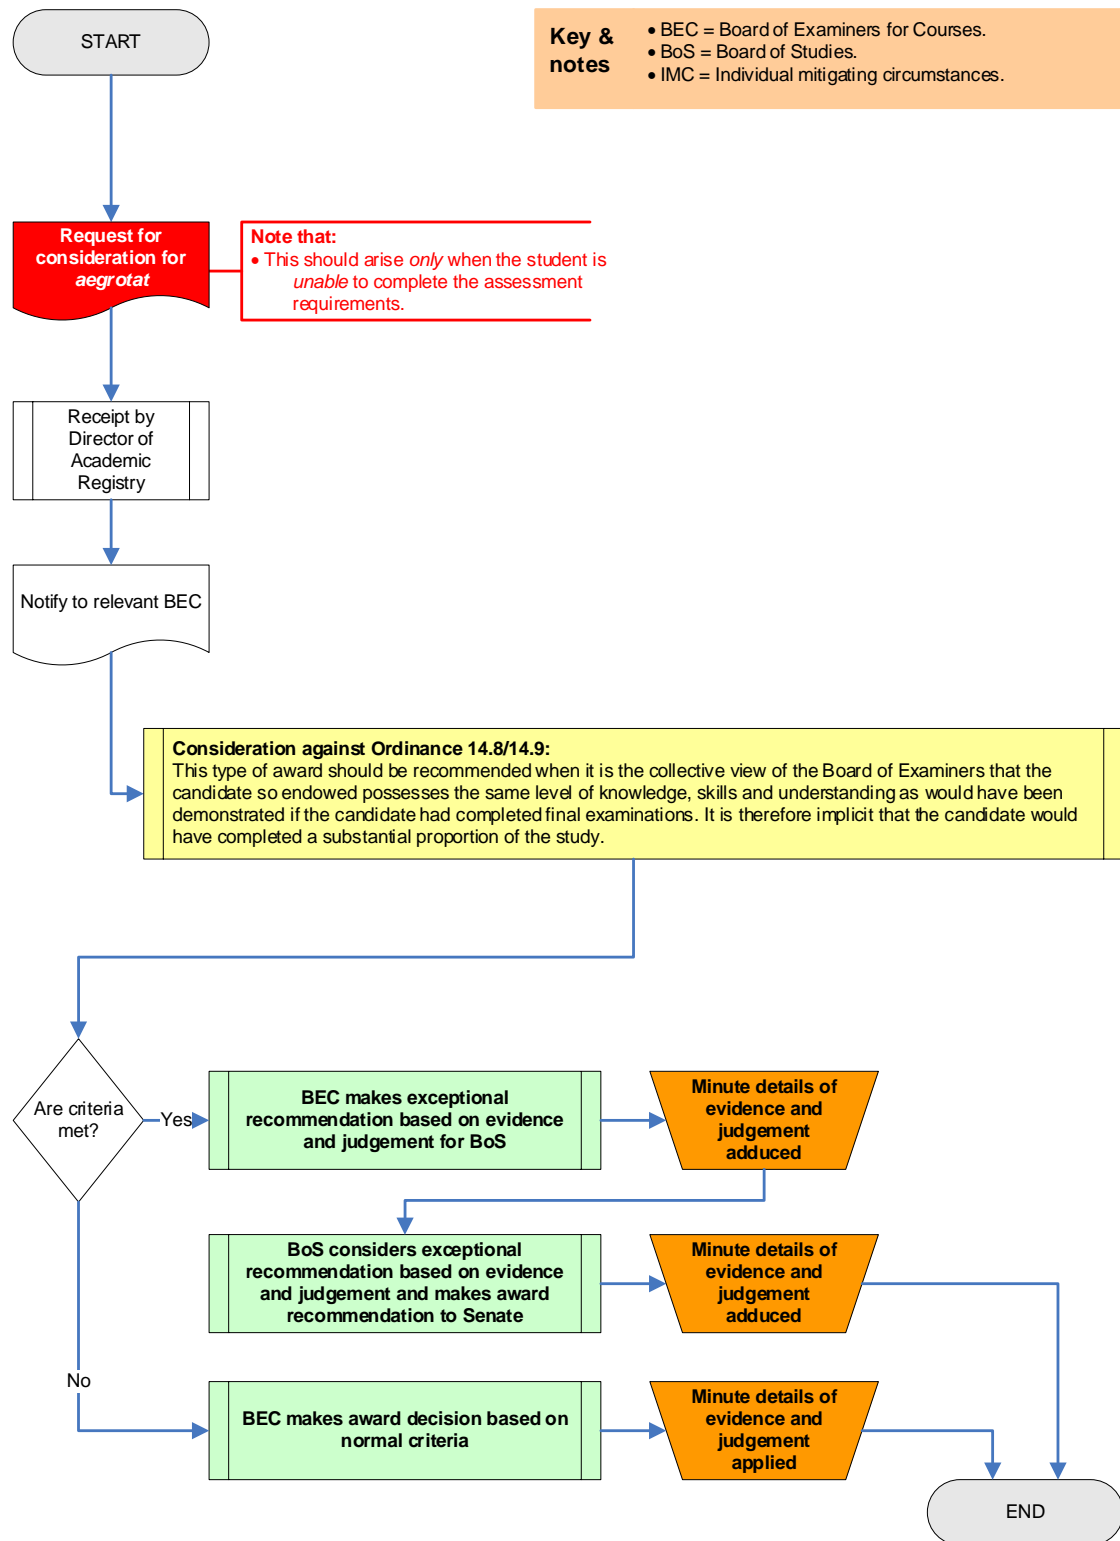 START
Key &
notes
• BEC = Board of Examiners for Courses.
• BoS = Board of Studies.
• IMC = Individual mitigating circumstances.
Request for
consideration for
aegrotat
Note that:
• This should arise only when the student is
unable to complete the assessment
requirements.
Receipt by
Director of
Academic
Registry
Notify to relevant BEC
Consideration against Ordinance 14.8/14.9:
This type of award should be recommended when it is the collective view of the Board of Examiners that the
candidate so endowed possesses the same level of knowledge, skills and understanding as would have been
demonstrated if the candidate had completed final examinations. It is therefore implicit that the candidate would
have completed a substantial proportion of the study.
Are criteria
met?
Yes
BEC makes exceptional
recommendation based on evidence
and judgement for BoS
Minute details of
evidence and
judgement
adduced
BoS considers exceptional
recommendation based on evidence
and judgement and makes award
recommendation to Senate
Minute details of
evidence and
judgement
adduced
No
BEC makes award decision based on
normal criteria
Minute details of
evidence and
judgement
applied
END